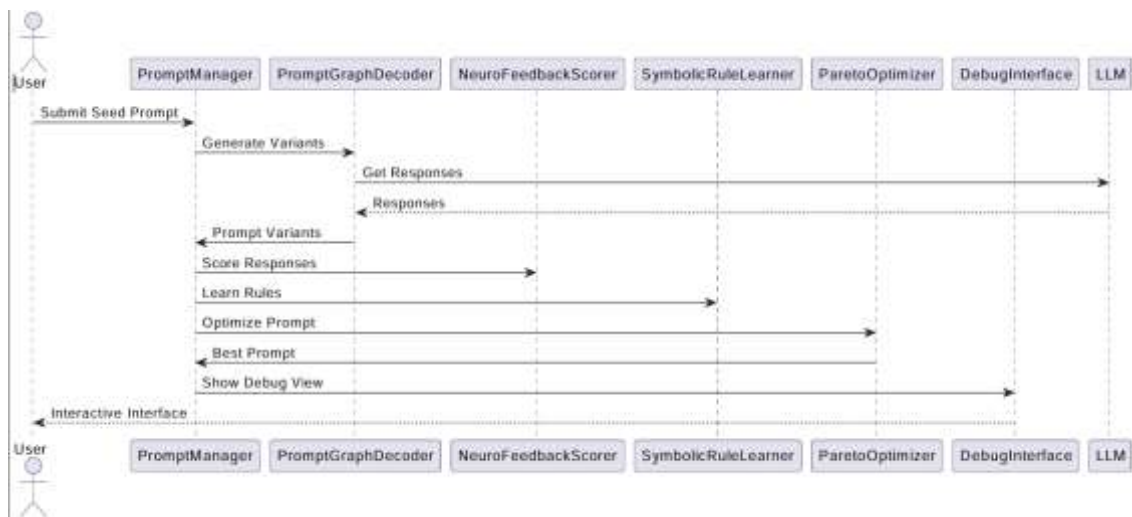 User
PromptManager PromptGraphDecoder NeuroFeedbackScorer SymbolicRuleLearner ParetoOptimizer DebugInterface LLM
Submit Seed Prompt
Generate Variants
Get Responses
Responses
Prompt Variants
Score Responses
Learn Rules
Optimize Prompt
Best Prompt
Show Debug View
Interactive Interface
User
PromptManager PromptGraphDecoder NeuroFeedbackScorer SymbolicRuleLearner ParetoOptimizer DebugInterface LLM